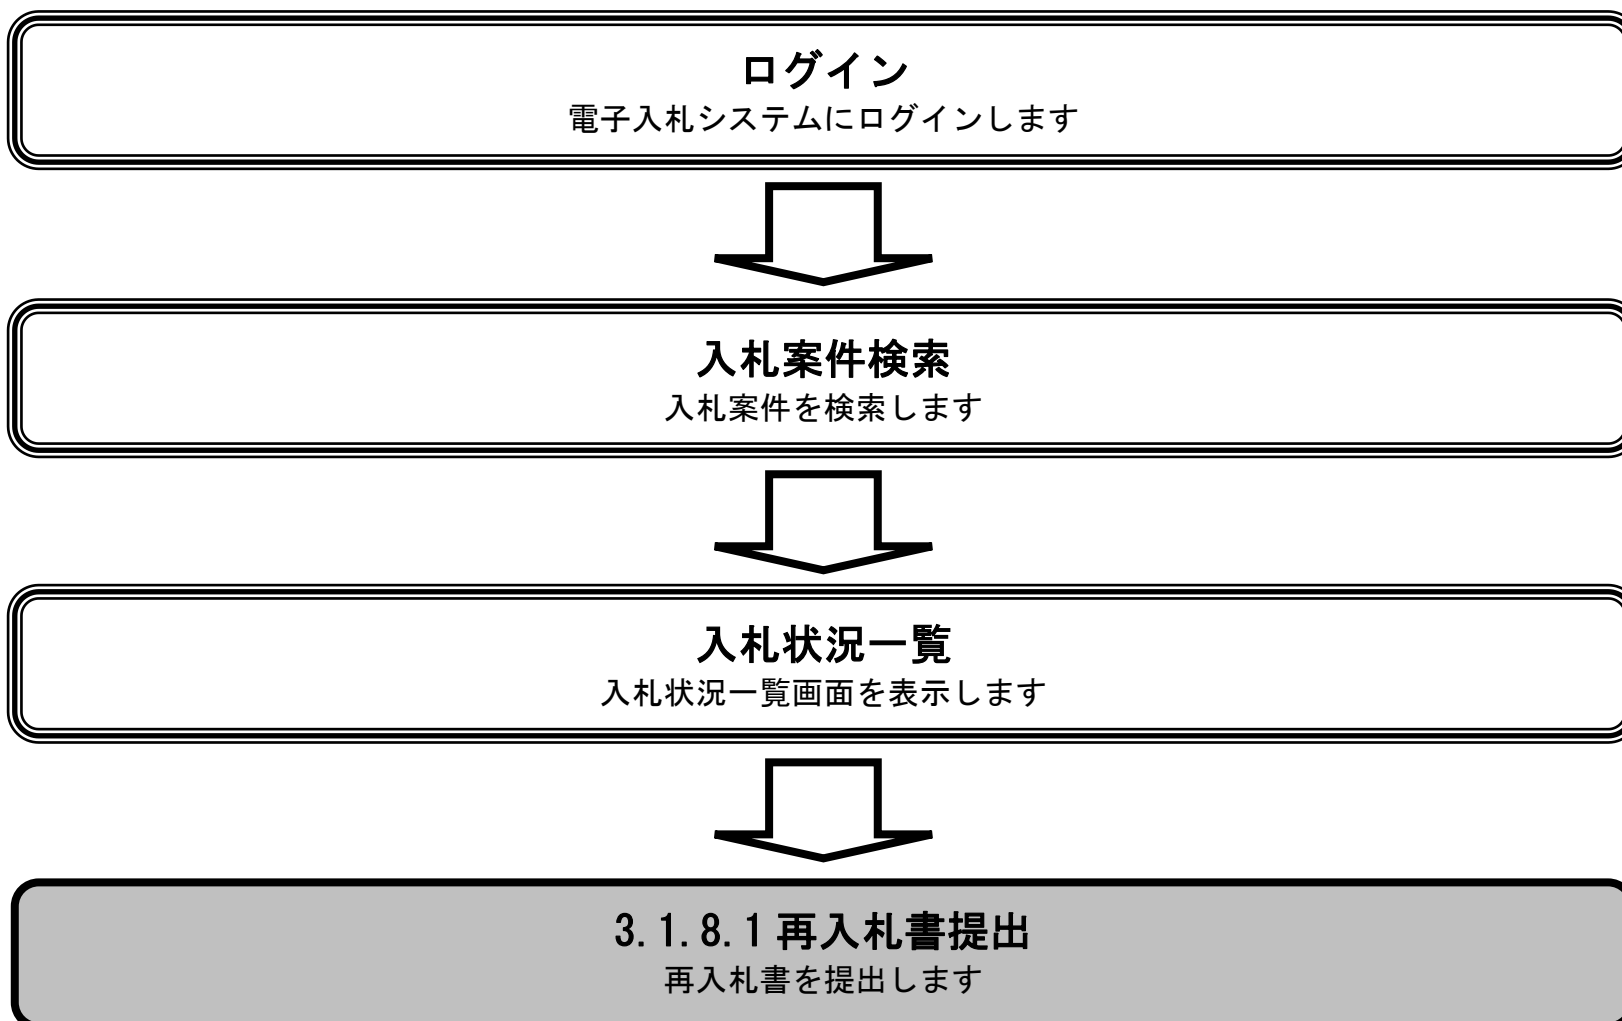 ログイン
電子入札システムにログインします
入札案件検索
入札案件を検索します
入札状況一覧
入札状況一覧画面を表示します
3.1.8.1再入札書提出
再入札書を提出します